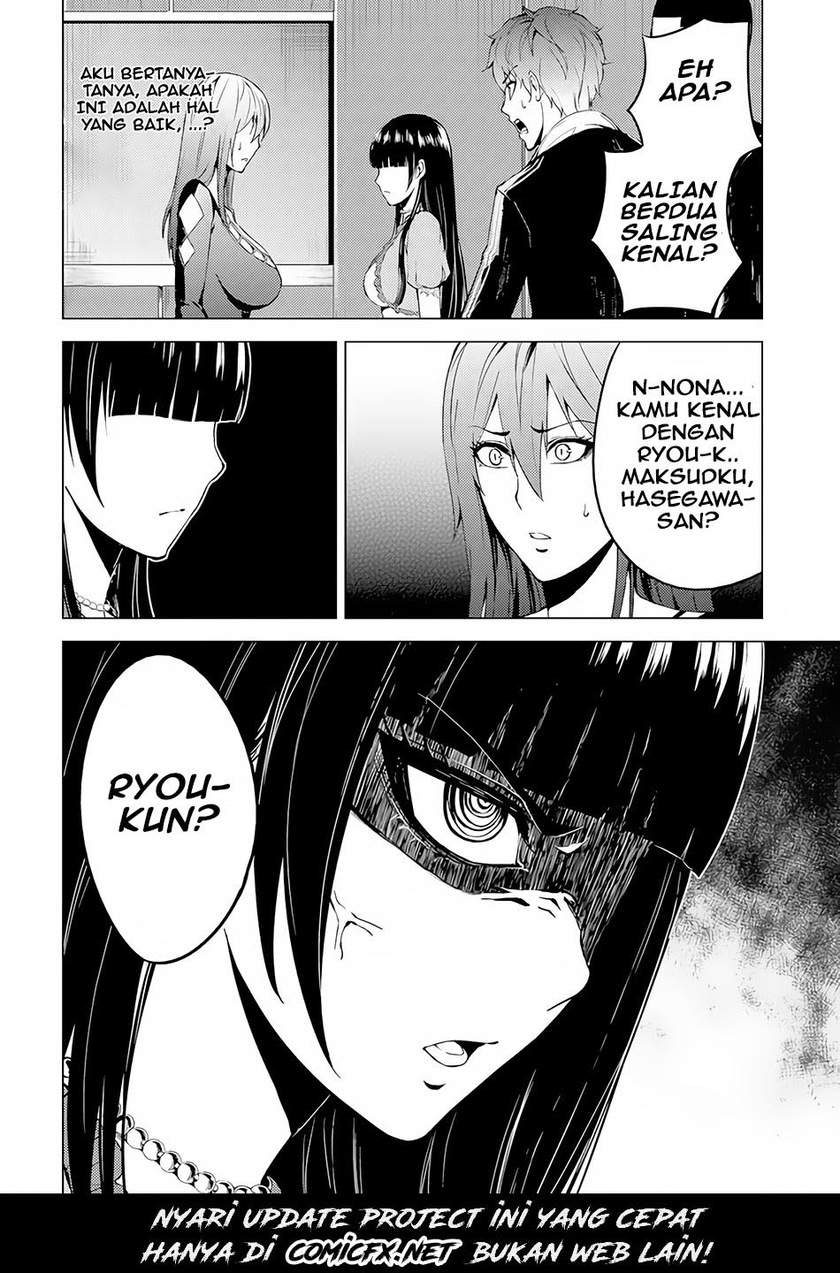 EH
APA?
KALIAN
BERDUA
SALING
KENAL?
AKU BERTANYA-
TANYA, APAKAH
INI ADALAH HAL
YANG BAIK, ...?
N-NONA...
KAMU KENAL
DENGAN
RYOU-K..
MAKSUDKU,
HASEGAWA-
SAN?
RYOU-
KUN?
NYARI UPDATE PROJECT INI YANG CEPAT
HANYA DI COMICFX.NET BUKAN WEB LAIN!